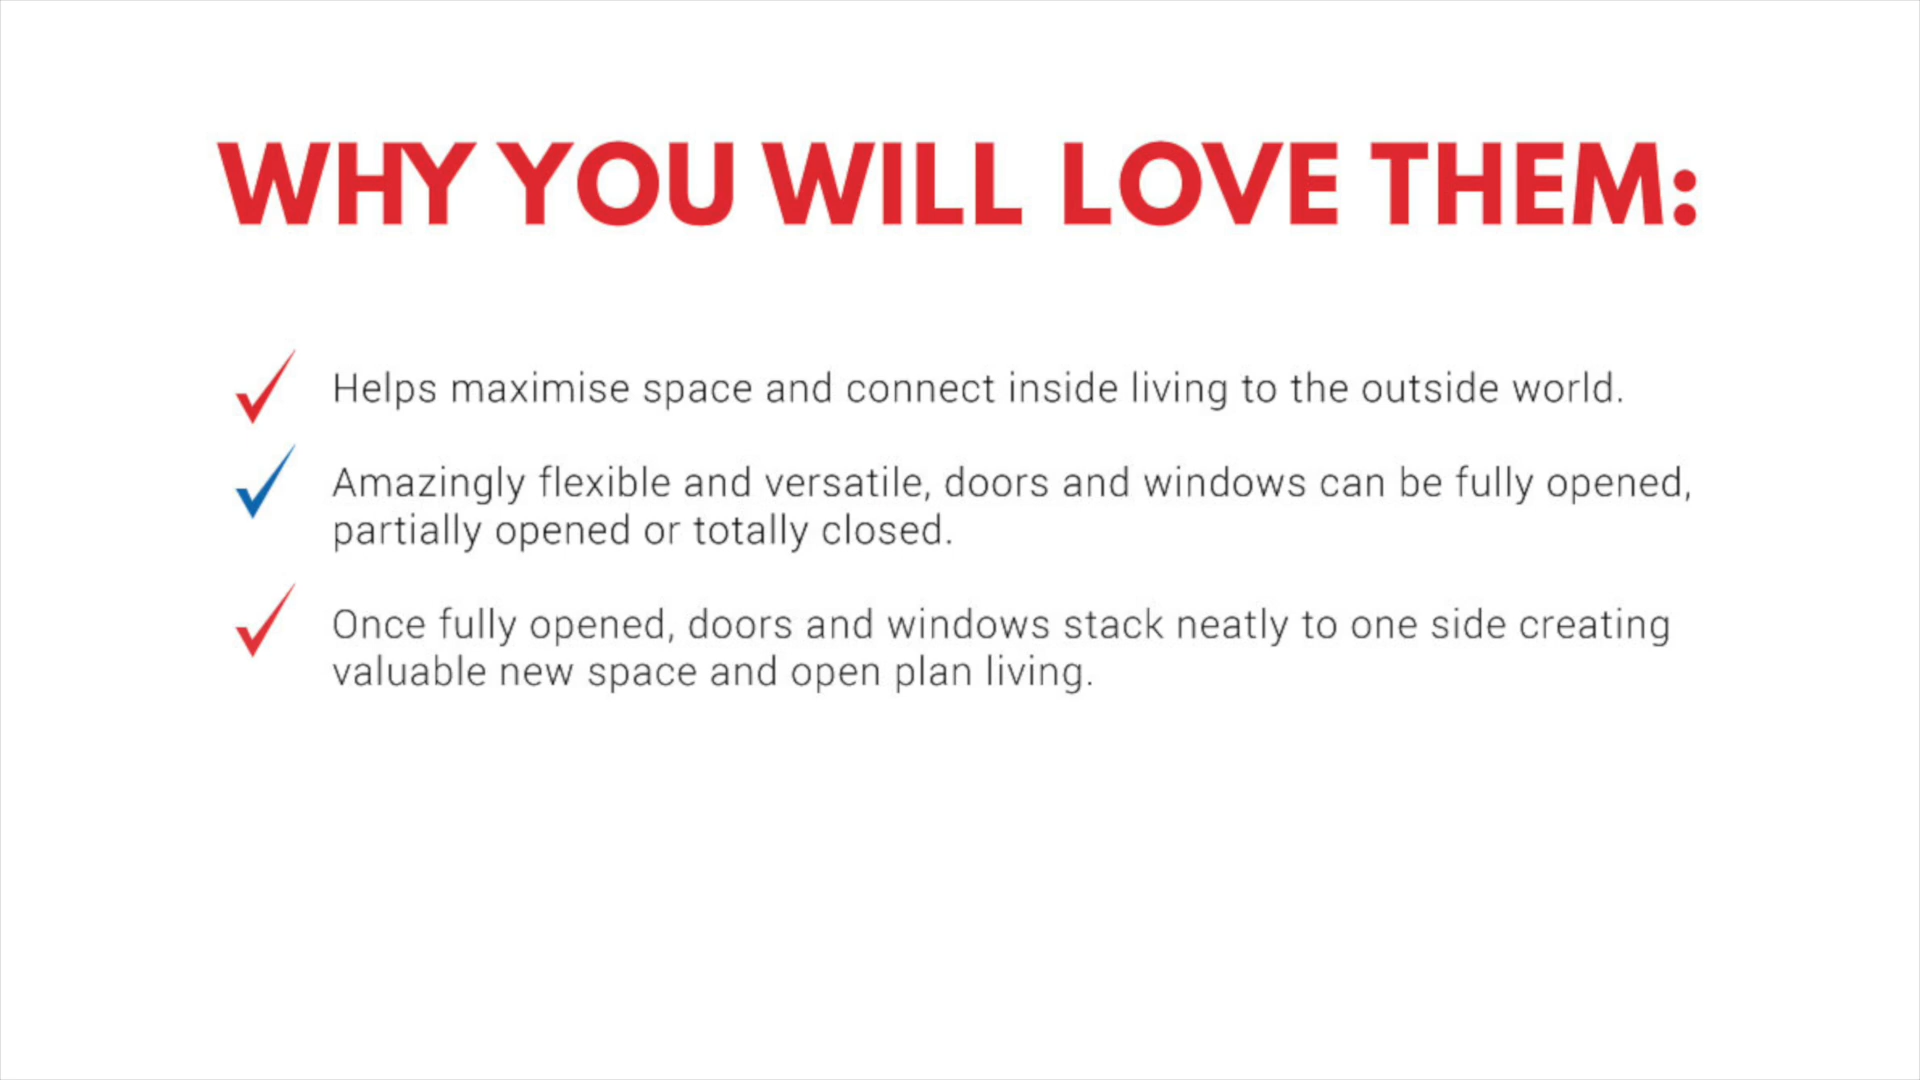 WHY YOU WILL LOVE THEM:
Helps maximise space and connect inside living to the outside world.
Amazingly flexible and versatile, doors and windows can be fully opened,
partially opened or totally closed.
Once fully opened, doors and windows stack neatly to one side creating
valuable new space and open plan living.